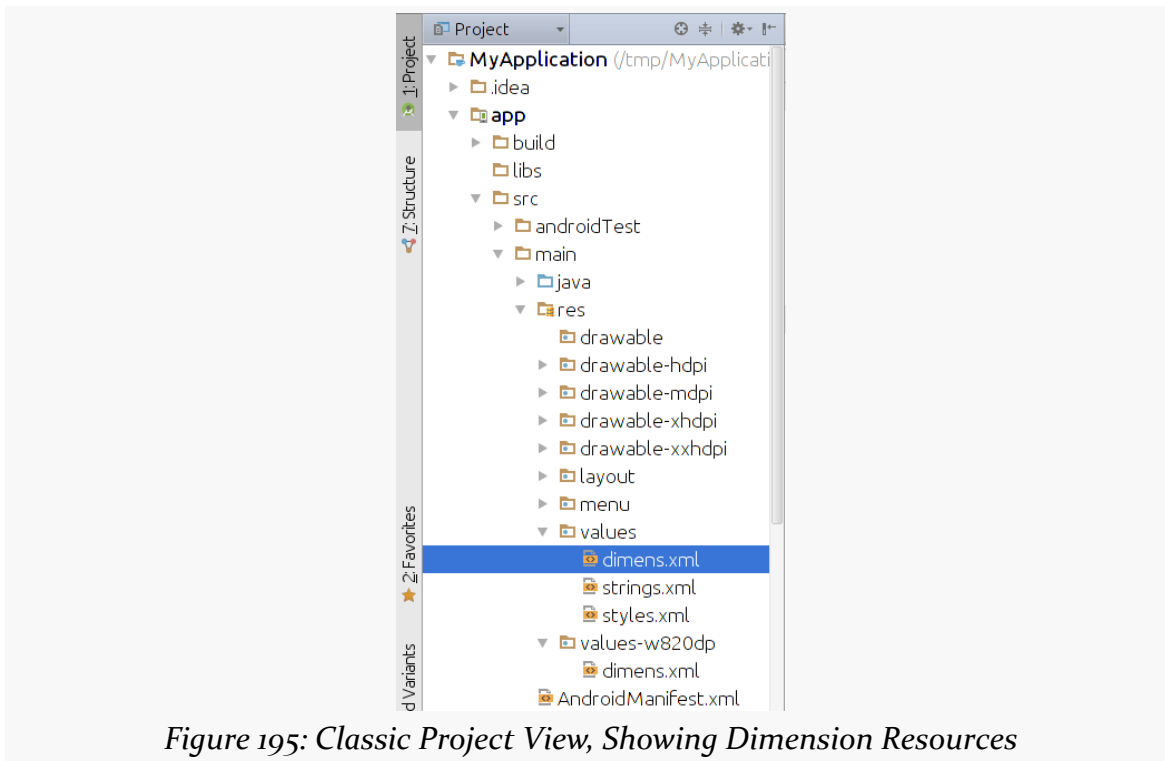 Project
1: Project
MyApplication (/tmp/MyApplicati
.idea
app
build
libs
7: Structure
src
androidTest
main
java
res
drawable
drawable-hdpi
drawable-mdpi
drawable-xhdpi
drawable-xxhdpi
layout
menu
2: Favorites
values
dimens.xml
strings.xml
styles.xml
d Variants
values-w820dp
dimens.xml
AndroidManifest.xml
Figure 195: Classic Project View, Showing Dimension Resources